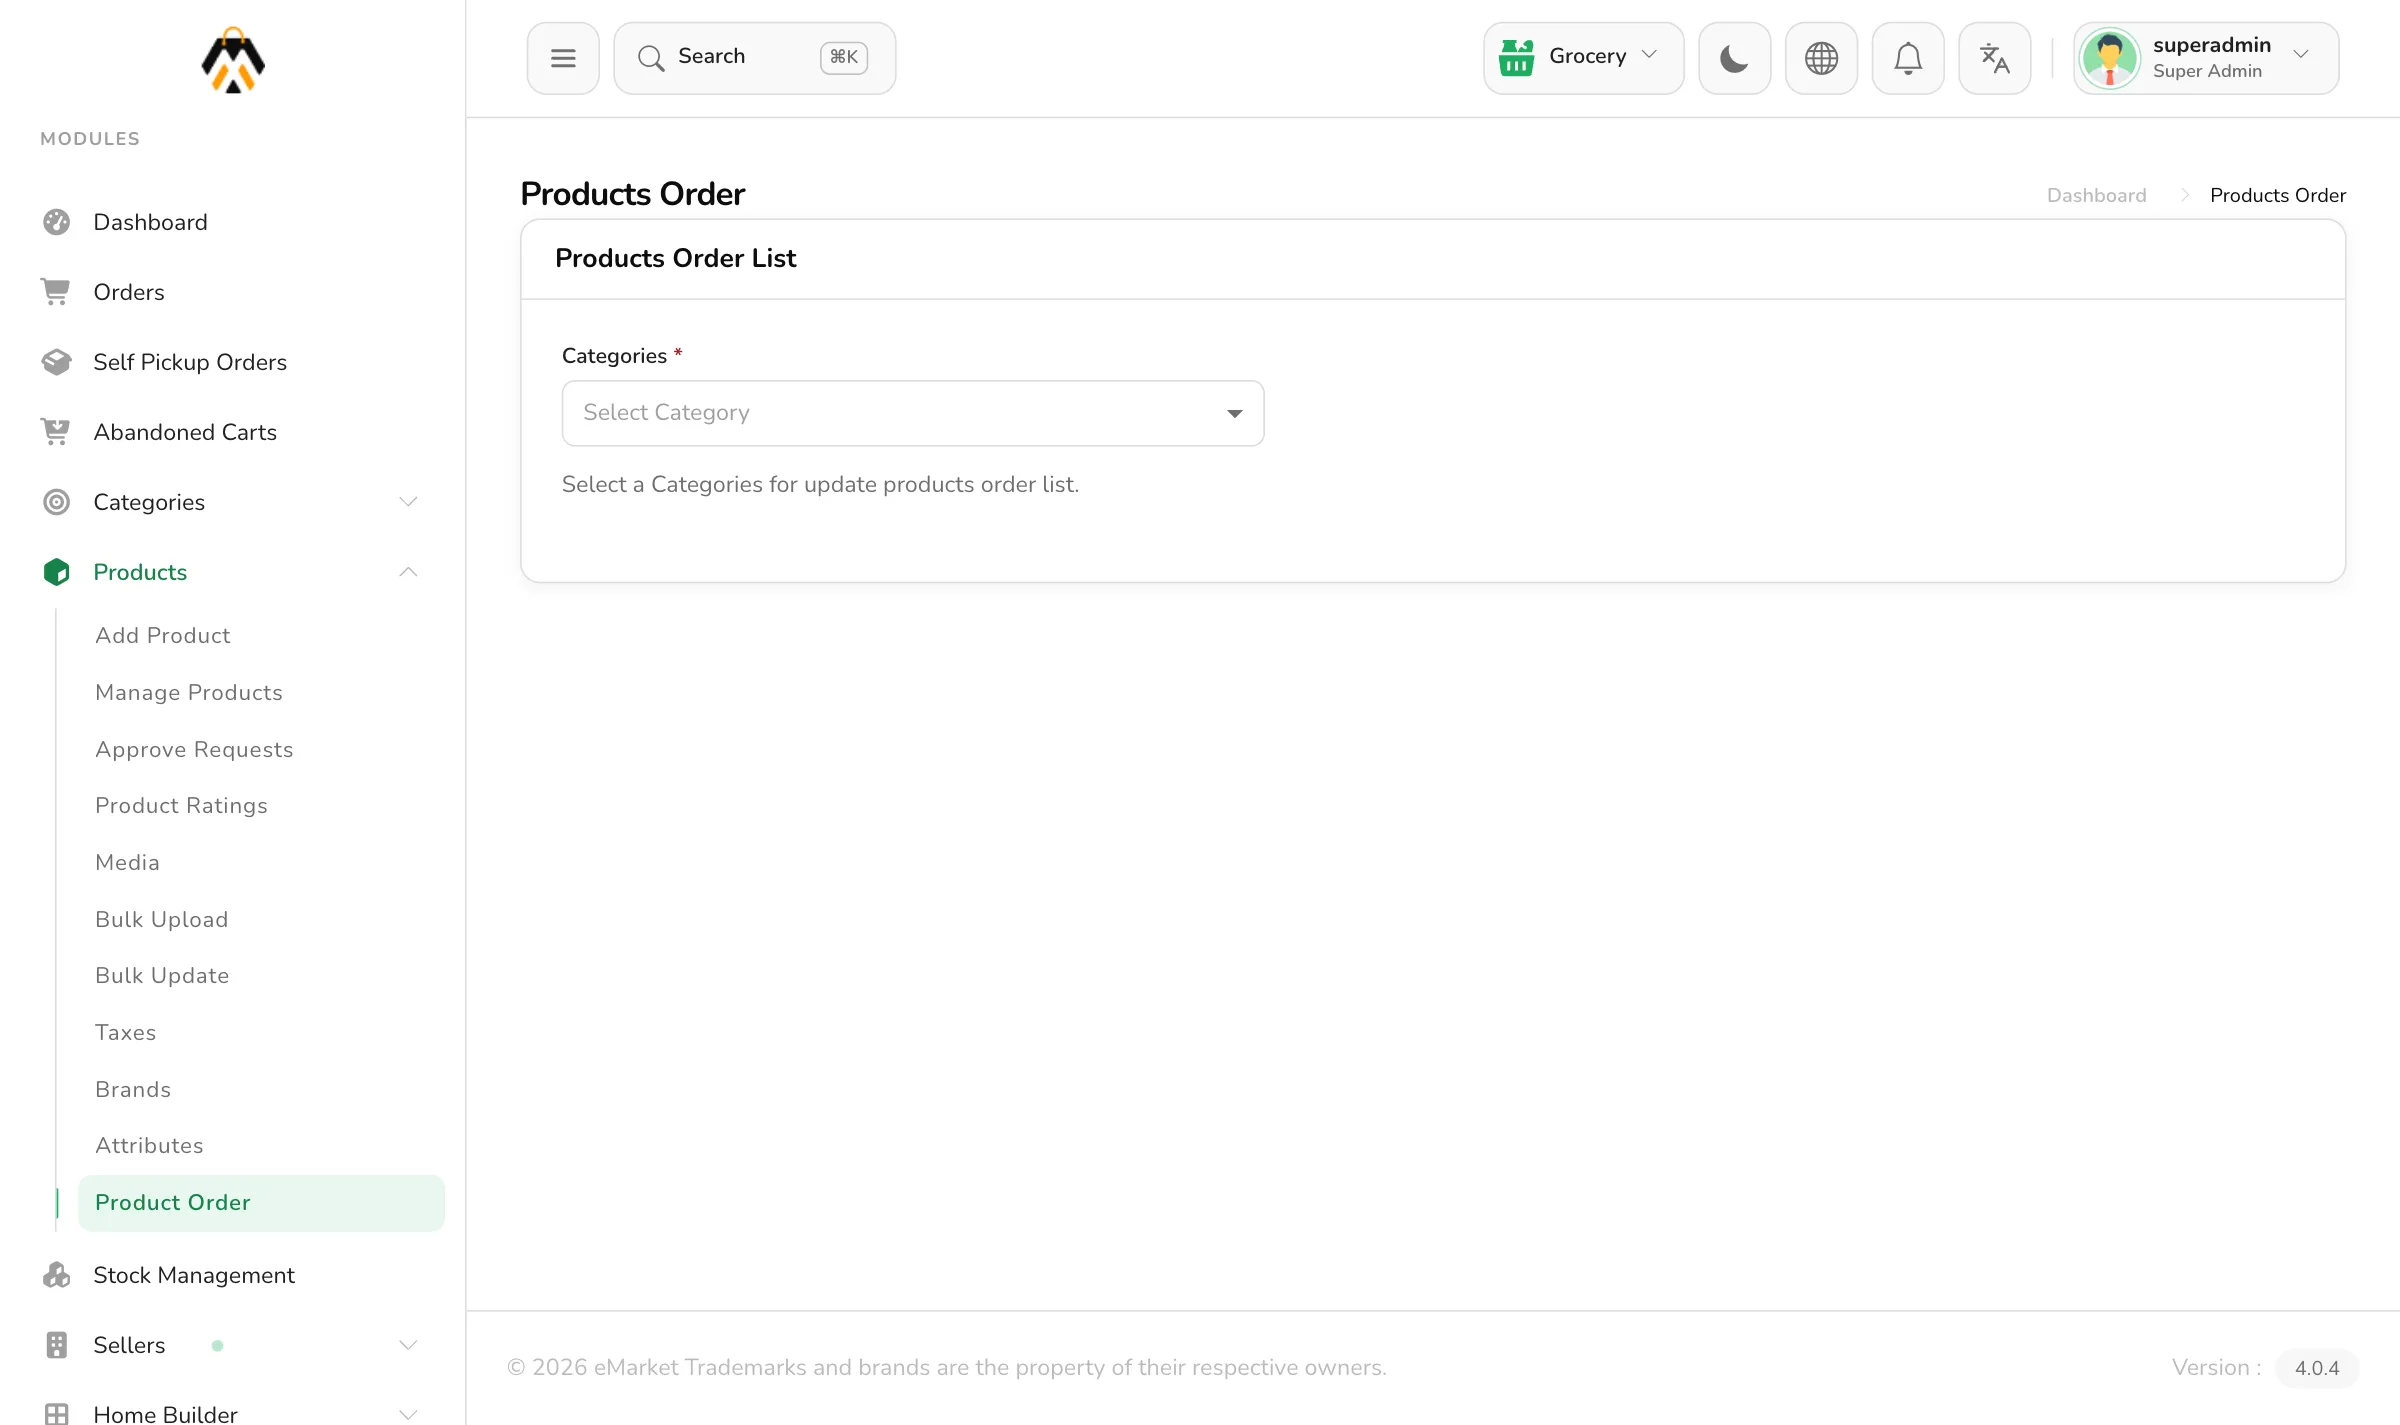 MODULES
Dashboard
Orders
Self Pickup Orders
Abandoned Carts
Categories
Products
Add Product
Manage Products
Approve Requests
Product Ratings
Media
Bulk Upload
Bulk Update
Taxes
Brands
Attributes
Product Order
Stock Management
Sellers
Home Builder
Search ⌘K
Grocery
superadmin
Super Admin
Products Order
Dashboard
Products Order
Products Order List
Categories *
Select Category
Select a Categories for update products order list.
© 2026 eMarket Trademarks and brands are the property of their respective owners.
Version : 4.0.4